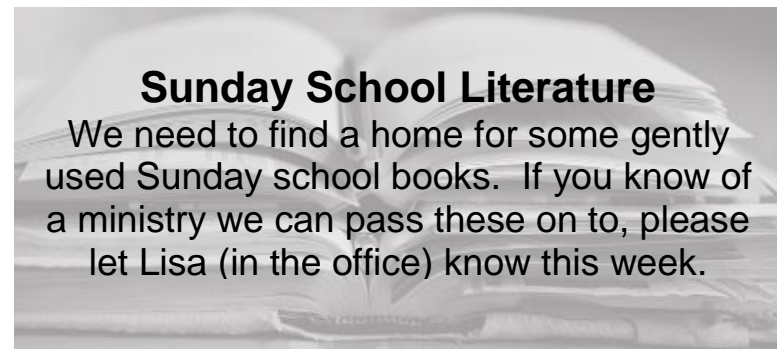 Sunday School Literature
We need to find a home for some gently
used Sunday school books.  If you know of
a ministry we can pass these on to, please
let Lisa (in the office) know this week.